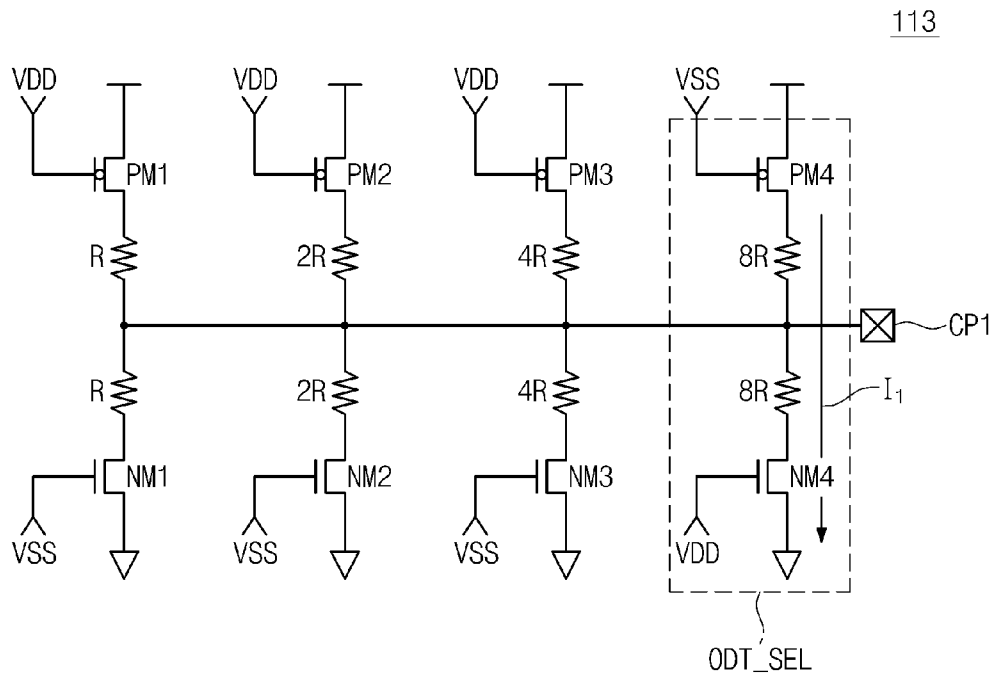 113
VDD VDD VDD VSS
PM1 PM2 PM3 PM4
R 2R 4R 8R
CP1
R 2R 4R 8R I1
NM1 NM2 NM3 NM4
VSS VSS VSS VDD
ODT_SEL